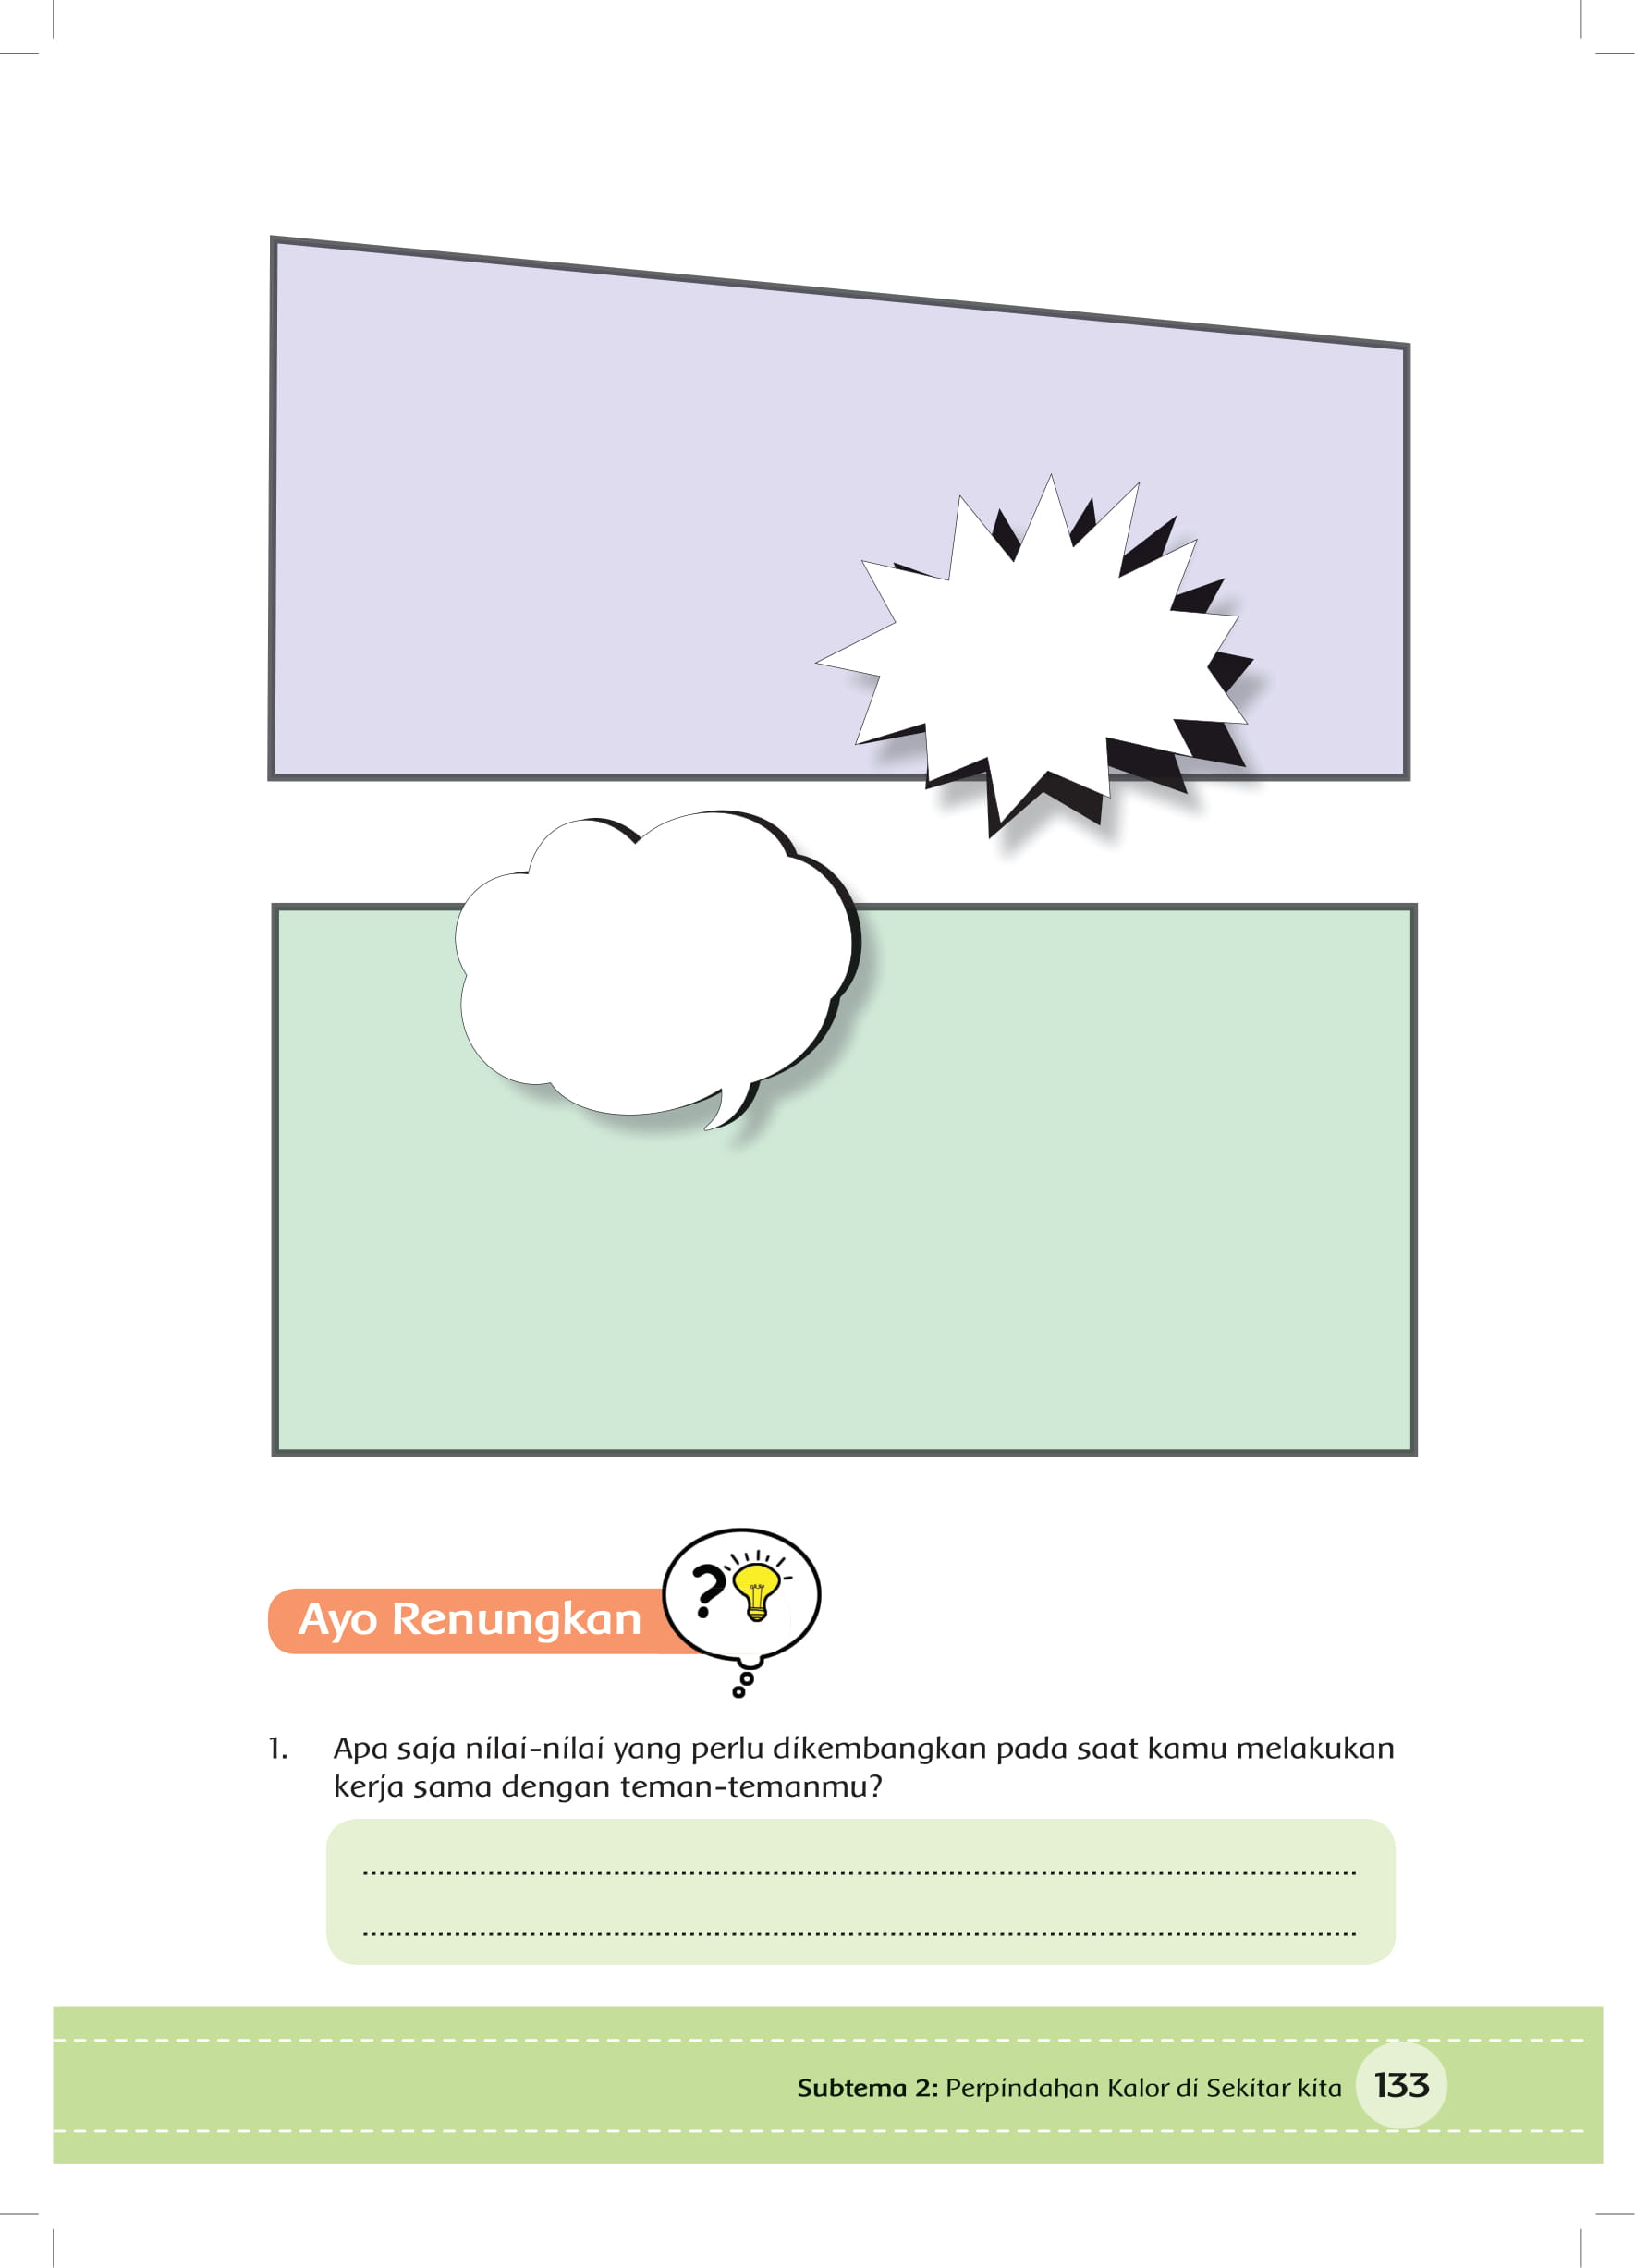 Ayo Renungkan
?
1. Apa saja nilai-nilai yang perlu dikembangkan pada saat kamu melakukan
kerja sama dengan teman-temanmu?
Subtema 2: Perpindahan Kalor di Sekitar kita 133